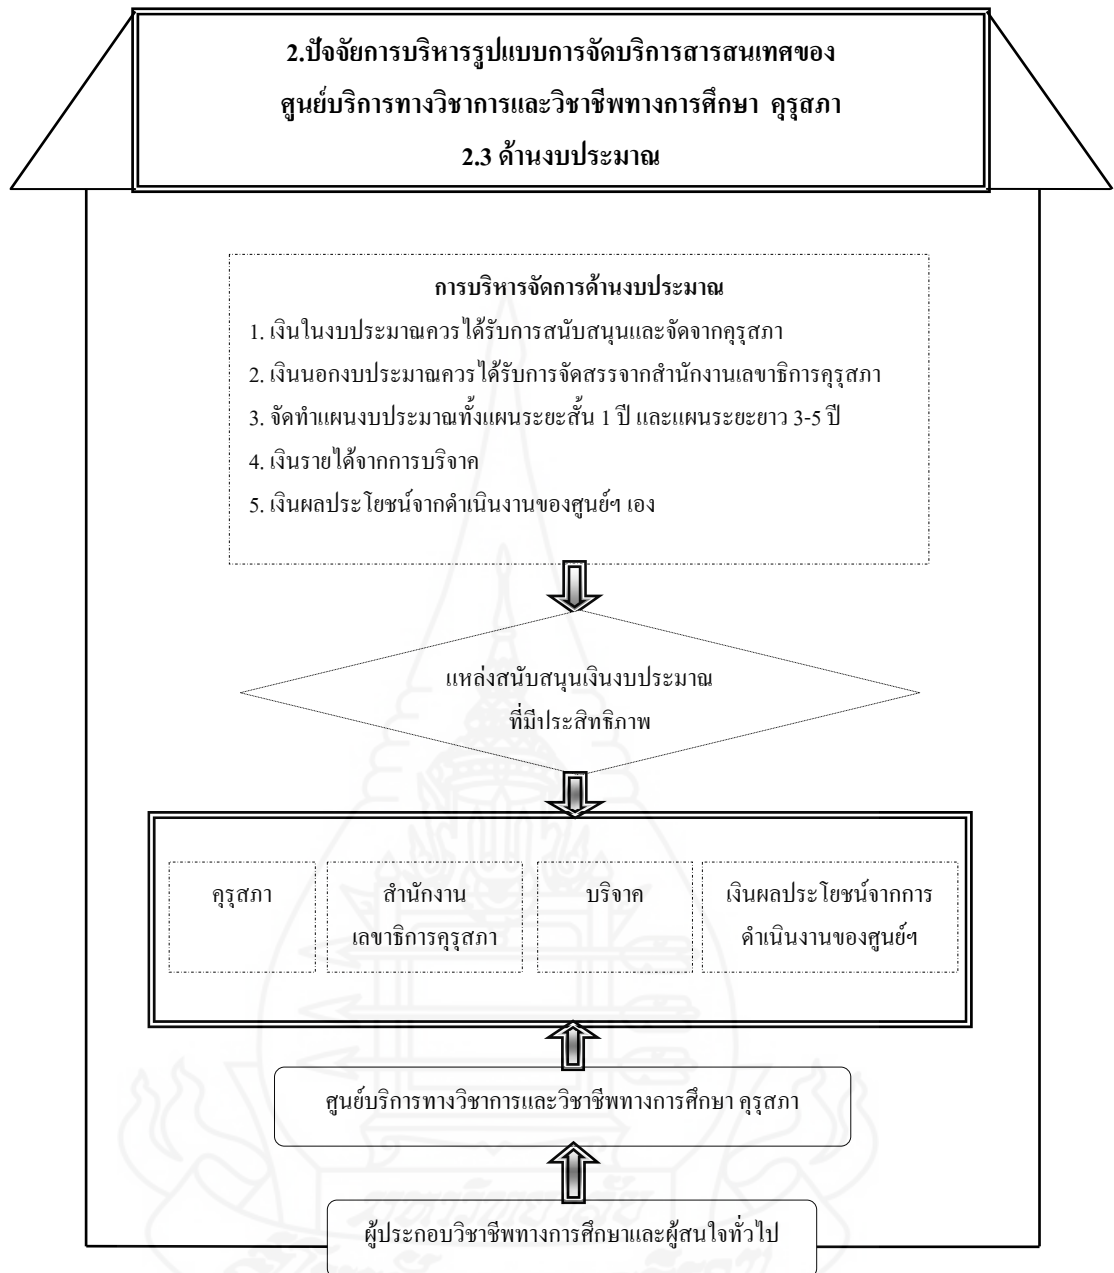 2.ปัจจัยการบริหารรูปแบบการจัดบริการสารสนเทศของ
ศูนย์บริการทางวิชาการและวิชาชีพทางการศึกษา คุรุสภา
2.3 ด้านงบประมาณ
การบริหารจัดการด้านงบประมาณ
1. เงินในงบประมาณควรได้รับการสนับสนุนและจัดจากคุรุสภา
2. เงินนอกงบประมาณควรได้รับการจัดสรรจากสำนักงานเลขาธิการคุรุสภา
3. จัดทำแผนงบประมาณทั้งแผนระยะสั้น 1 ปี และแผนระยะยาว 3-5 ปี
4. เงินรายได้จากการบริจาค
5. เงินผลประโยชน์จากดำเนินงานของศูนย์ฯ เอง
แหล่งสนับสนุนเงินงบประมาณ
ที่มีประสิทธิภาพ
คุรุสภา
สำนักงาน
เลขาธิการคุรุสภา
บริจาค
เงินผลประโยชน์จากการ
ดำเนินงานของศูนย์ฯ
ศูนย์บริการทางวิชาการและวิชาชีพทางการศึกษา คุรุสภา
ผู้ประกอบวิชาชีพทางการศึกษาและผู้สนใจทั่วไป